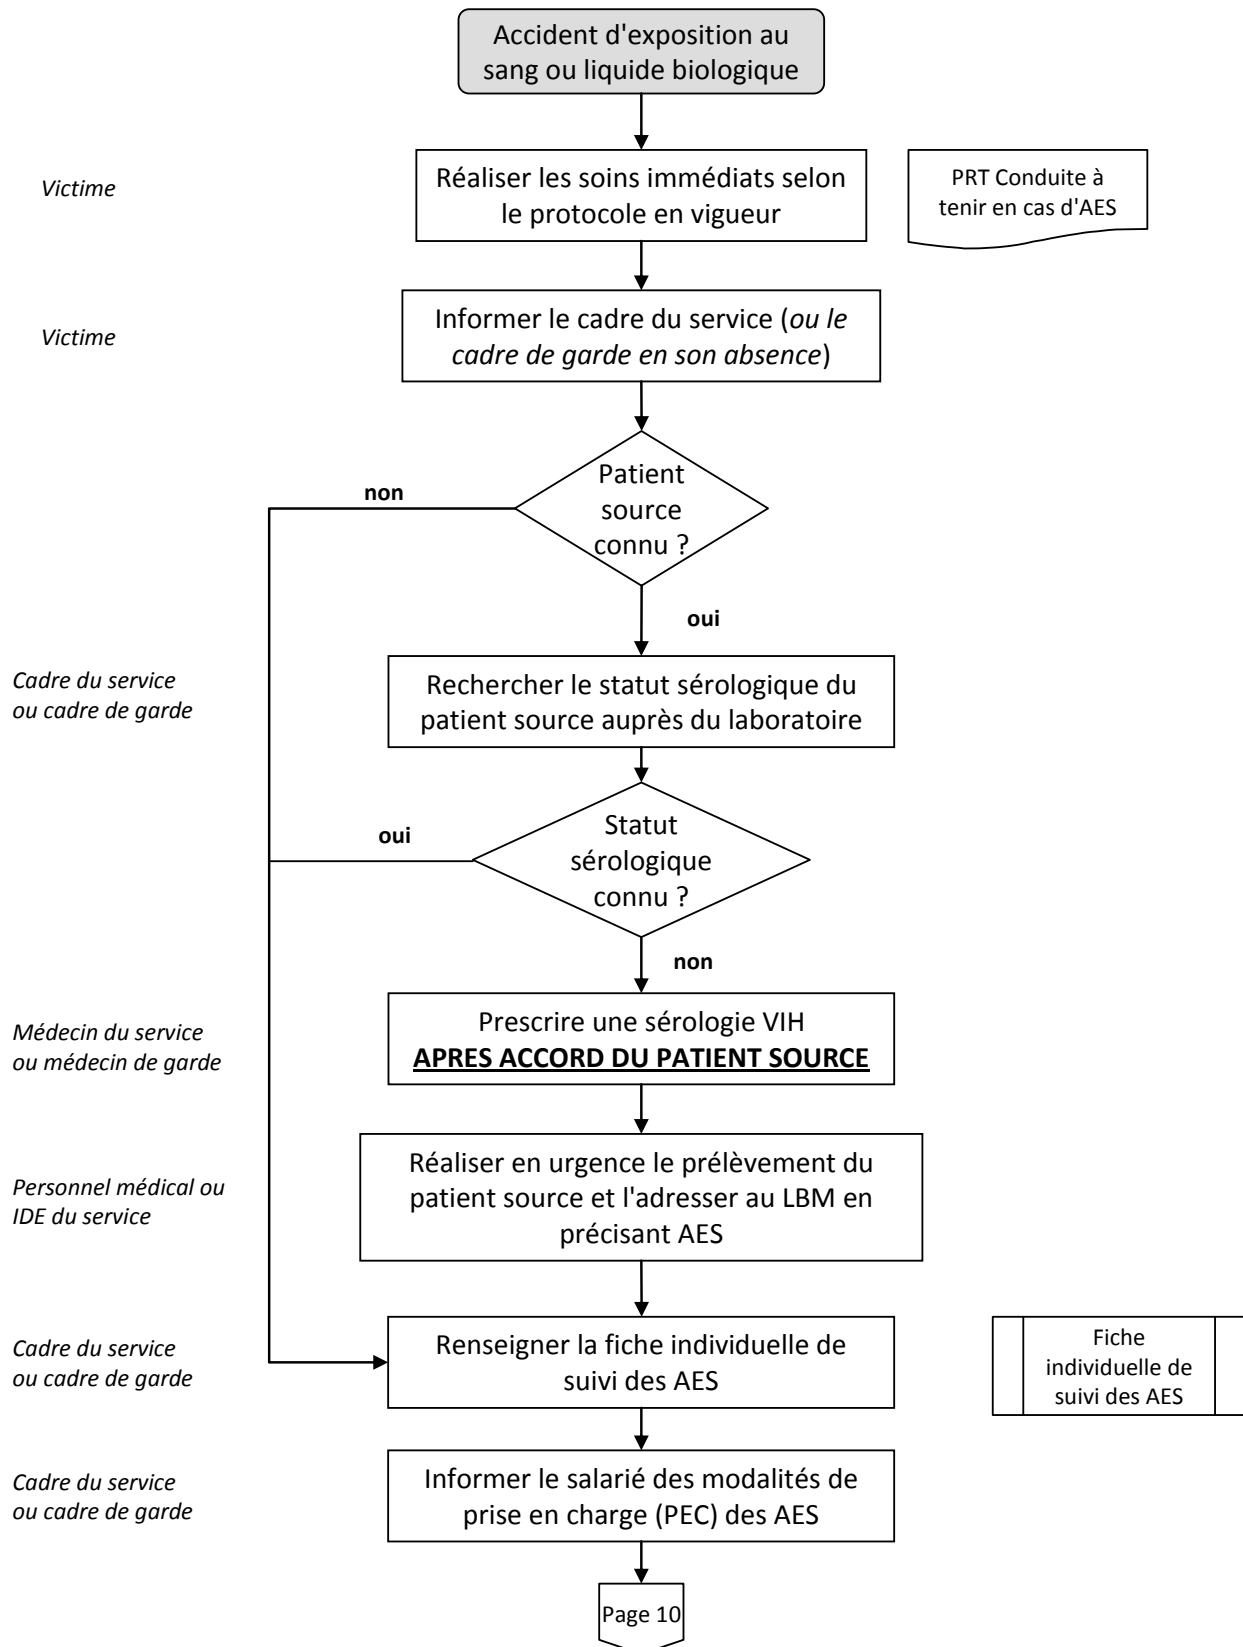 Accident d'exposition au
sang ou liquide biologique
Victime
Réaliser les soins immédiats selon
le protocole en vigueur
PRT Conduite à
tenir en cas d'AES
Victime
Informer le cadre du service (ou le
cadre de garde en son absence)
Patient
source
connu ?
non
oui
Cadre du service
ou cadre de garde
Rechercher le statut sérologique du
patient source auprès du laboratoire
Statut
sérologique
connu ?
oui
non
Médecin du service
ou médecin de garde
Prescrire une sérologie VIH
APRES ACCORD DU PATIENT SOURCE
Personnel médical ou
IDE du service
Réaliser en urgence le prélèvement du
patient source et l'adresser au LBM en
précisant AES
Cadre du service
ou cadre de garde
Renseigner la fiche individuelle de
suivi des AES
Fiche
individuelle de
suivi des AES
Cadre du service
ou cadre de garde
Informer le salarié des modalités de
prise en charge (PEC) des AES
Page 10